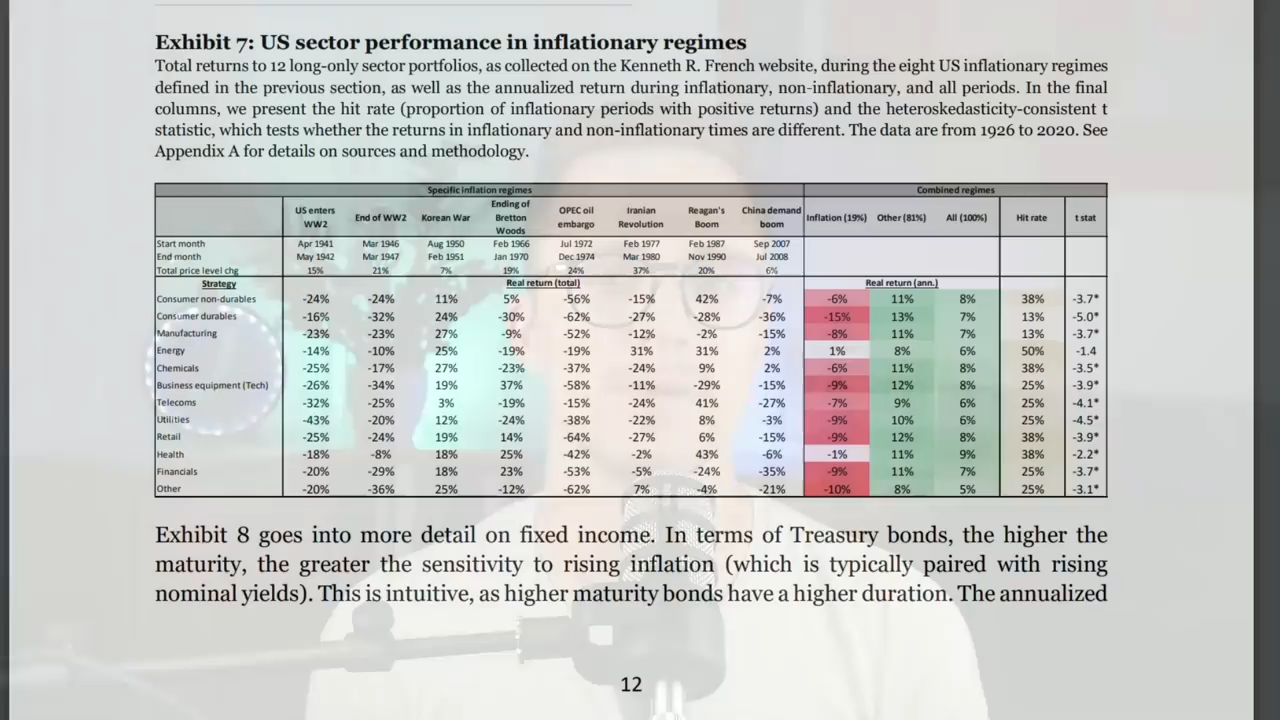 Exhibit 7: US sector performance in inflationary regimes
Total returns to 12 long-only sector portfolios, as collected on the Kenneth R. French website, during the eight US inflationary regimes
defined in the previous section, as well as the annualized return during inflationary, non-inflationary, and all periods. In the final
columns, we present the hit rate (proportion of inflationary periods with positive returns) and the heteroskedasticity-consistent t
statistic, which tests whether the returns in inflationary and non-inflationary times are different. The data are from 1926 to 2020. See
Appendix A for details on sources and methodology.
Specific inflation regimes Combined regimes
US enters WW2 End of WW2 Korean War Ending of Bretton Woods OPEC oil embargo Iranian Revolution Reagan's Boom China demand boom Inflation (19%) Other (81%) All (100%) Hit rate t stat
Start month Apr 1941 Mar 1946 Aug 1950 Feb 1966 Jul 1972 Feb 1977 Feb 1987 Sep 2007
End month May 1942 Mar 1947 Feb 1951 Jan 1970 Dec 1974 Mar 1980 Nov 1990 Jul 2008
Total price level chg 15% 21% 7% 19% 24% 37% 20% 6%
Strategy Real return (total) Real return (ann.)
Consumer non-durables -24% -24% 11% 5% -56% -15% 42% -7% -6% 11% 8% 38% -3.7*
Consumer durables -16% -32% 24% -30% -62% -27% -28% -36% -15% 13% 7% 13% -5.0*
Manufacturing -23% -23% 27% -9% -52% -12% -2% -15% -8% 11% 7% 13% -3.7*
Energy -14% -10% 25% -19% -19% 31% 31% 2% 1% 8% 6% 50% -1.4
Chemicals -25% -17% 27% -23% -37% -24% 9% 2% -6% 11% 8% 38% -3.5*
Business equipment (Tech) -26% -34% 19% 37% -58% -11% -29% -15% -9% 12% 8% 25% -3.9*
Telecoms -32% -25% 3% -19% -15% -24% 41% -27% -7% 9% 6% 25% -4.1*
Utilities -43% -20% 12% -24% -38% -22% 8% -3% -9% 10% 6% 25% -4.5*
Retail -25% -24% 19% 14% -64% -27% 6% -15% -9% 12% 8% 38% -3.9*
Health -18% -8% 18% 25% -42% -2% 43% -6% -1% 11% 9% 38% -2.2*
Financials -20% -29% 18% 23% -53% -5% -24% -35% -9% 11% 7% 25% -3.7*
Other -20% -36% 25% -12% -62% 7% -4% -21% -10% 8% 5% 25% -3.1*
Exhibit 8 goes into more detail on fixed income. In terms of Treasury bonds, the higher the
maturity, the greater the sensitivity to rising inflation (which is typically paired with rising
nominal yields). This is intuitive, as higher maturity bonds have a higher duration. The annualized
12